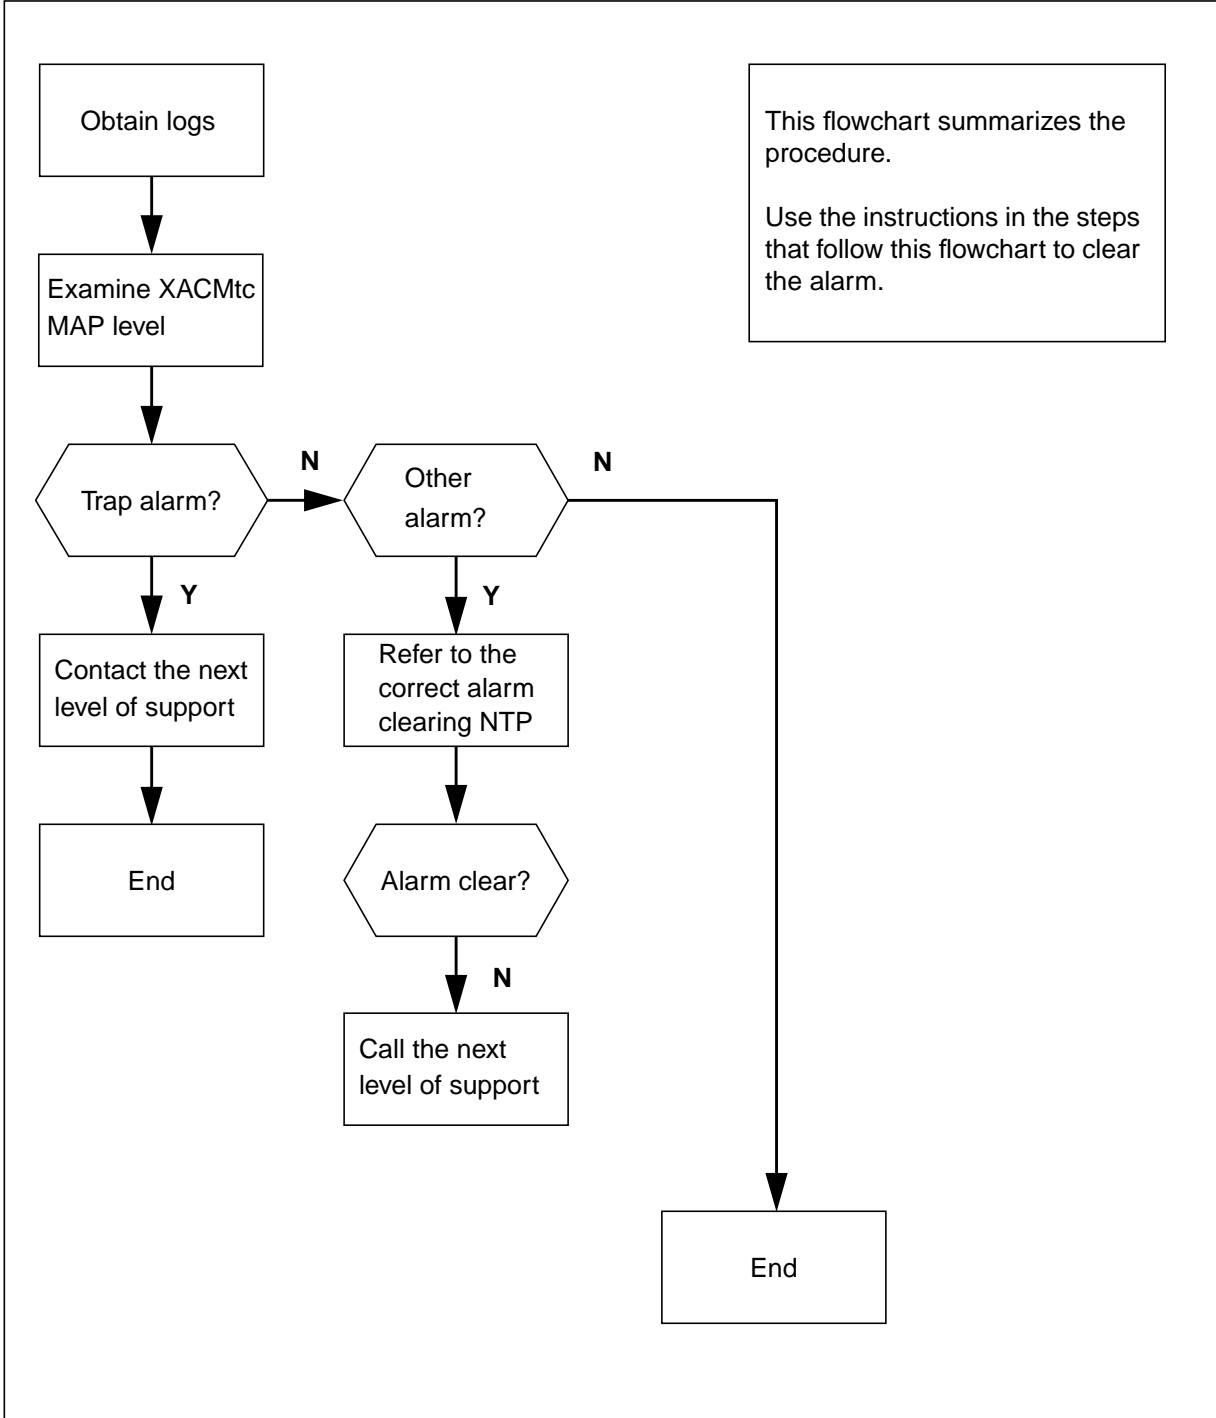 Obtain logs
This flowchart summarizes the
procedure.
Use the instructions in the steps
that follow this flowchart to clear
the alarm.
Examine XACMtc
MAP level
Trap alarm?
N
Other
alarm?
N
Y
Y
Contact the next
level of support
Refer to the
correct alarm
clearing NTP
End
Alarm clear?
N
Call the next
level of support
End